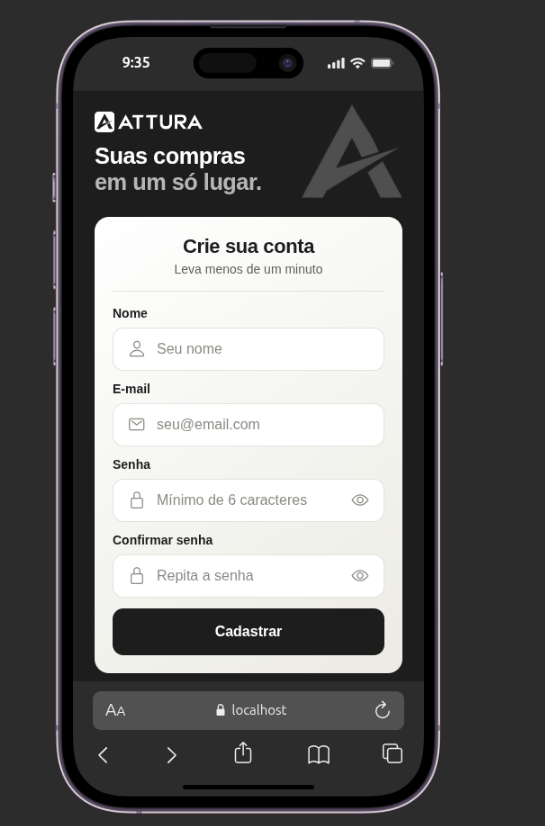 9:35
ATTURA
Suas compras
em um só lugar.
Crie sua conta
Leva menos de um minuto
Nome
Seu nome
E-mail
seu@email.com
Senha
Mínimo de 6 caracteres
Confirmar senha
Repita a senha
Cadastrar
AA localhost